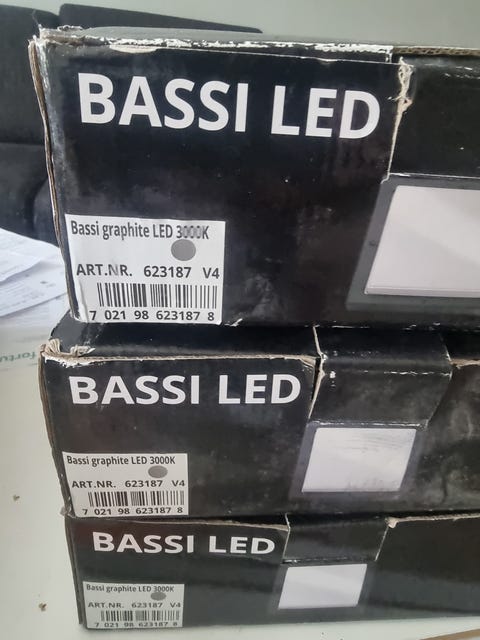 BASSI LED
Bassi graphite LED 3000K
ART.NR. 623187 V4
7 021 98 623187 8
BASSI LED
Bassi graphite LED 3000K
ART.NR. 623187 V4
7 021 98 623187 8
BASSI LED
Bassi graphite LED 3000K
ART.NR. 623187 V4
7 021 98 623187 8
fortu